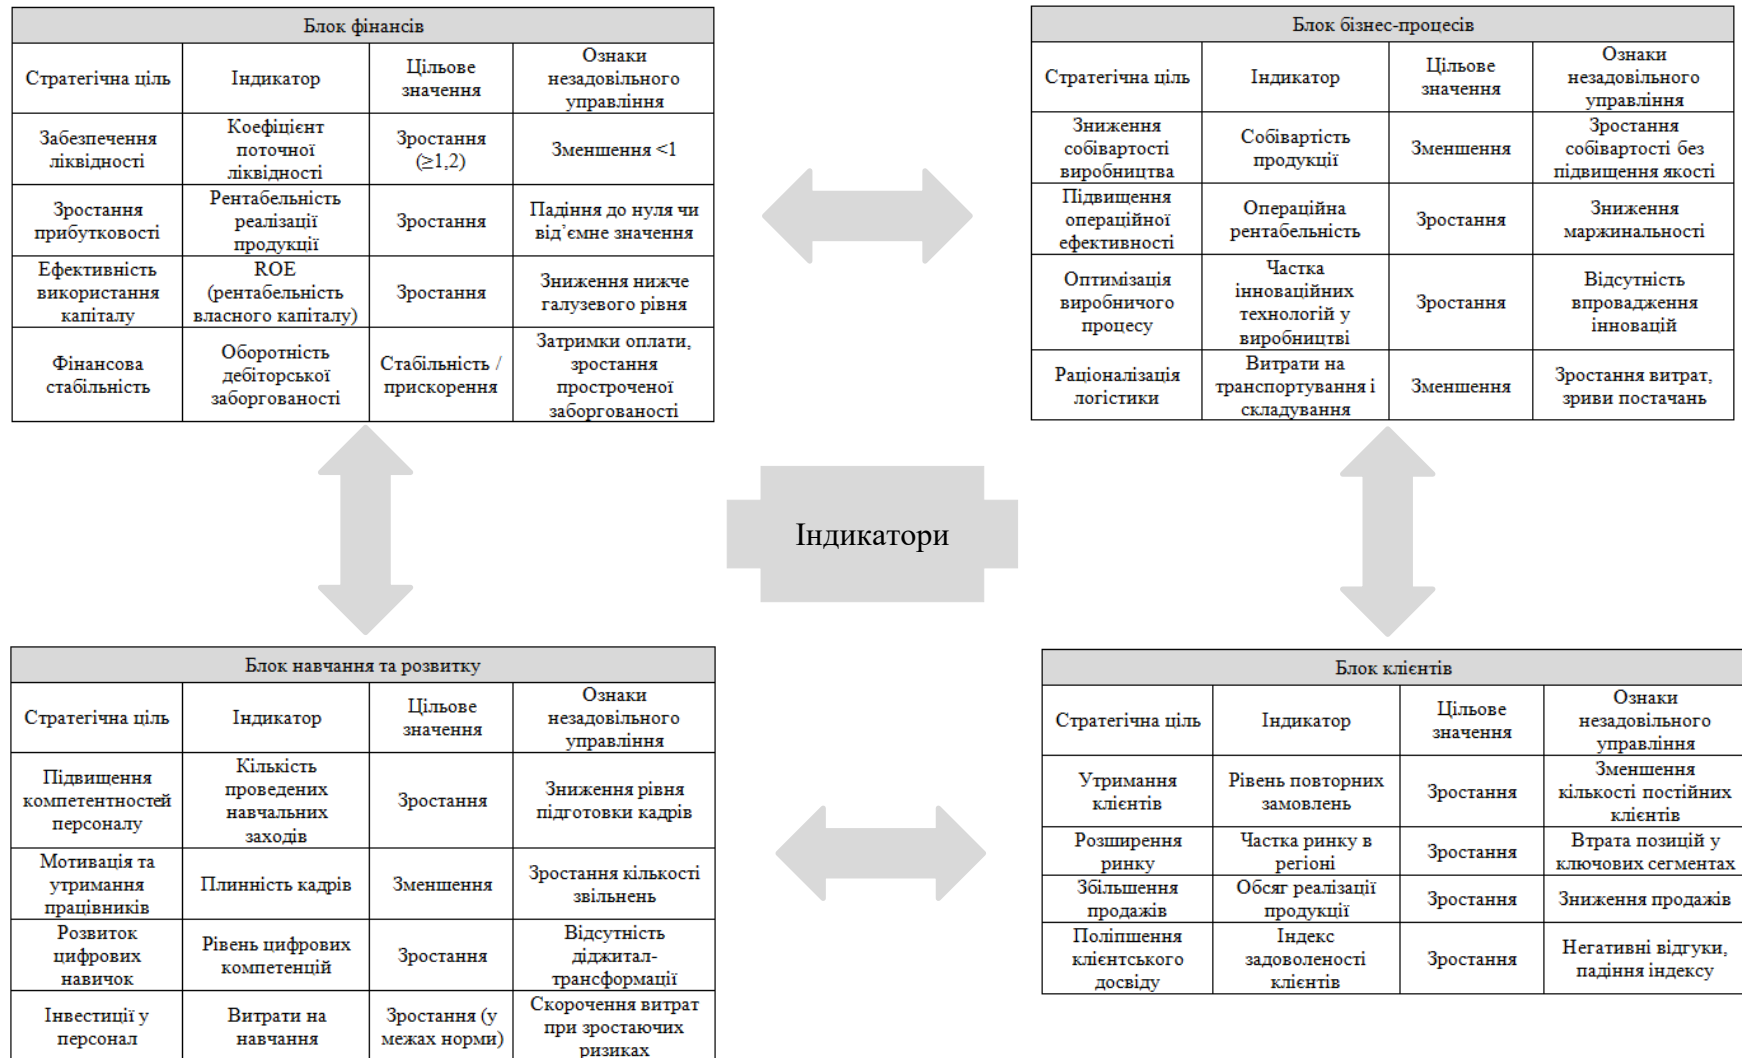 Блок фінансів
Стратегічна ціль
Індикатор
Цільове
значення
Ознаки
незадовільного
управління
Забезпечення
ліквідності
Коефіцієнт
поточної
ліквідності
Зростання
(≥1,2)
Зменшення <1
Зростання
прибутковості
Рентабельність
реалізації
продукції
Зростання
Падіння до нуля чи
від’ємне значення
Ефективність
використання
капіталу
ROE
(рентабельність
власного капіталу)
Зростання
Зниження нижче
галузевого рівня
Фінансова
стабільність
Оборотність
дебіторської
заборгованості
Стабільність /
прискорення
Затримки оплати,
зростання
простроченої
заборгованості
Блок бізнес-процесів
Стратегічна ціль
Індикатор
Цільове
значення
Ознаки
незадовільного
управління
Зниження
собівартості
виробництва
Собівартість
продукції
Зменшення
Зростання
собівартості без
підвищення якості
Підвищення
операційної
ефективності
Операційна
рентабельність
Зростання
Зниження
маржинальності
Оптимізація
виробничого
процесу
Частка
інноваційних
технологій у
виробництві
Зростання
Відсутність
впровадження
інновацій
Раціоналізація
логістики
Витрати на
транспортування і
складування
Зменшення
Зростання витрат,
зриви постачань
Індикатори
Блок навчання та розвитку
Стратегічна ціль
Індикатор
Цільове
значення
Ознаки
незадовільного
управління
Підвищення
компетентностей
персоналу
Кількість
проведених
навчальних
заходів
Зростання
Зниження рівня
підготовки кадрів
Мотивація та
утримання
працівників
Плинність кадрів
Зменшення
Зростання кількості
звільнень
Розвиток
цифрових
навичок
Рівень цифрових
компетенцій
Зростання
Відсутність
діджитал-
трансформації
Інвестиції у
персонал
Витрати на
навчання
Зростання (у
межах норми)
Скорочення витрат
при зростаючих
ризиках
Блок клієнтів
Стратегічна ціль
Індикатор
Цільове
значення
Ознаки
незадовільного
управління
Утримання
клієнтів
Рівень повторних
замовлень
Зростання
Зменшення
кількості постійних
клієнтів
Розширення
ринку
Частка ринку в
регіоні
Зростання
Втрата позицій у
ключових сегментах
Збільшення
продажів
Обсяг реалізації
продукції
Зростання
Зниження продажів
Поліпшення
клієнтського
досвіду
Індекс
задоволеності
клієнтів
Зростання
Негативні відгуки,
падіння індексу